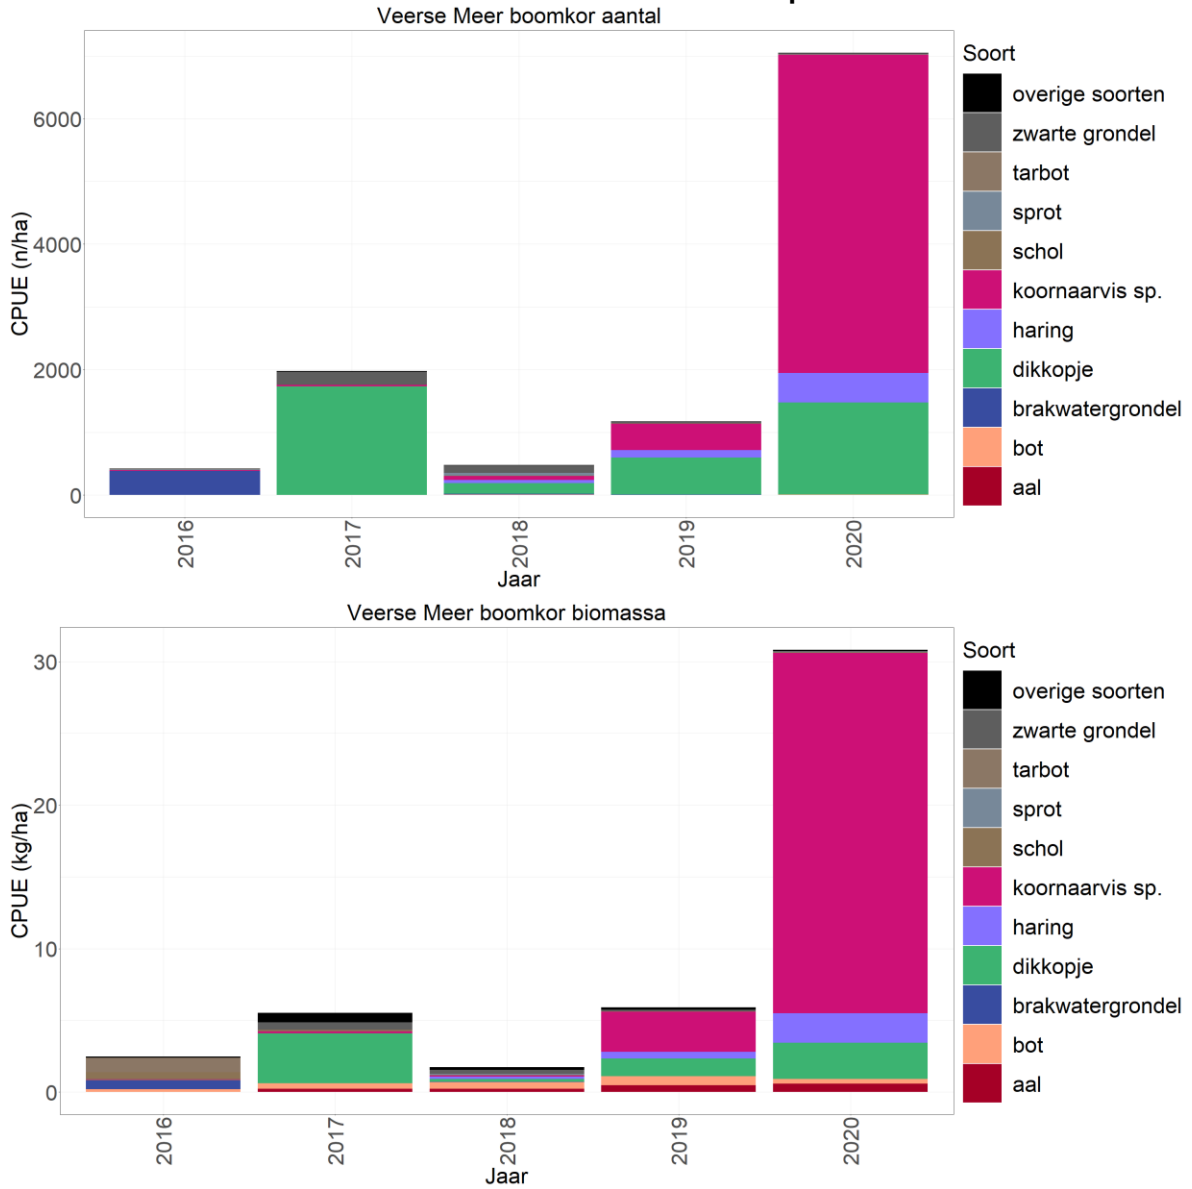 Veerse Meer boomkor aantal
CPUE (n/ha)
6000
4000
2000
0
2016
2017
2018
2019
2020
Jaar
Soort
overige soorten
zwarte grondel
tarbot
sprot
schol
koornaarvis sp.
haring
dikkopje
brakwatergrondel
bot
aal
Veerse Meer boomkor biomassa
CPUE (kg/ha)
30
20
10
0
2016
2017
2018
2019
2020
Jaar
Soort
overige soorten
zwarte grondel
tarbot
sprot
schol
koornaarvis sp.
haring
dikkopje
brakwatergrondel
bot
aal